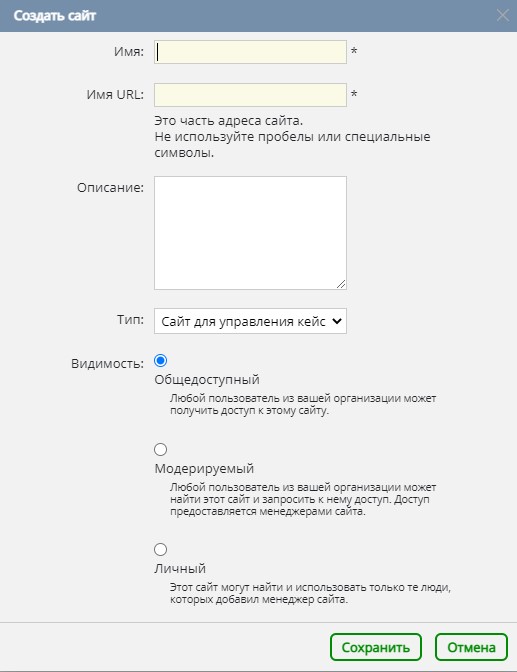 Создать сайт
Имя: *
Имя URL: *
Это часть адреса сайта.
Не используйте пробелы или специальные
символы.
Описание:
Тип: Сайт для управления кейс
Видимость:
Общедоступный
Любой пользователь из вашей организации может
получить доступ к этому сайту.
Модерируемый
Любой пользователь из вашей организации может
найти этот сайт и запросить к нему доступ. Доступ
предоставляется менеджерами сайта.
Личный
Этот сайт могут найти и использовать только те люди,
которых добавил менеджер сайта.
Сохранить Отмена